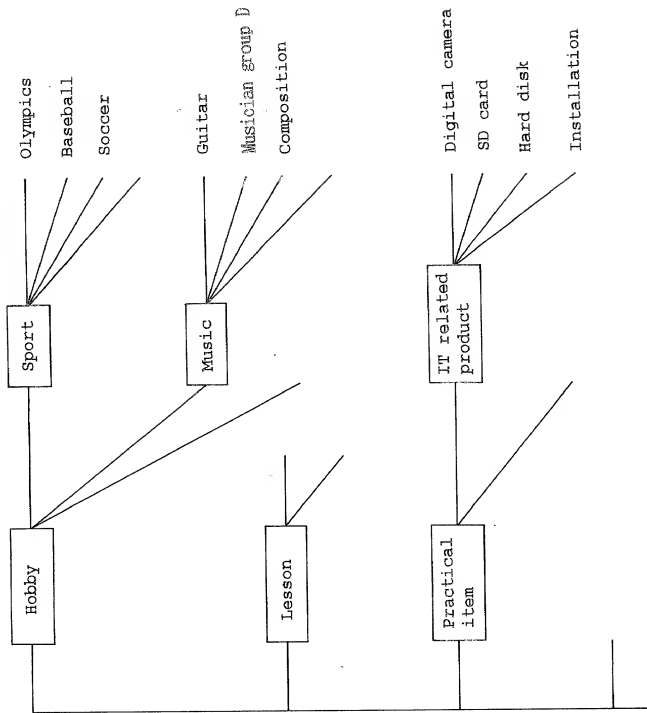 Hobby
Sport
Olympics
Baseball
Soccer
Music
Guitar
Musician group D
Composition
Lesson
Practical
item
IT related
product
Digital camera
SD card
Hard disk
Installation